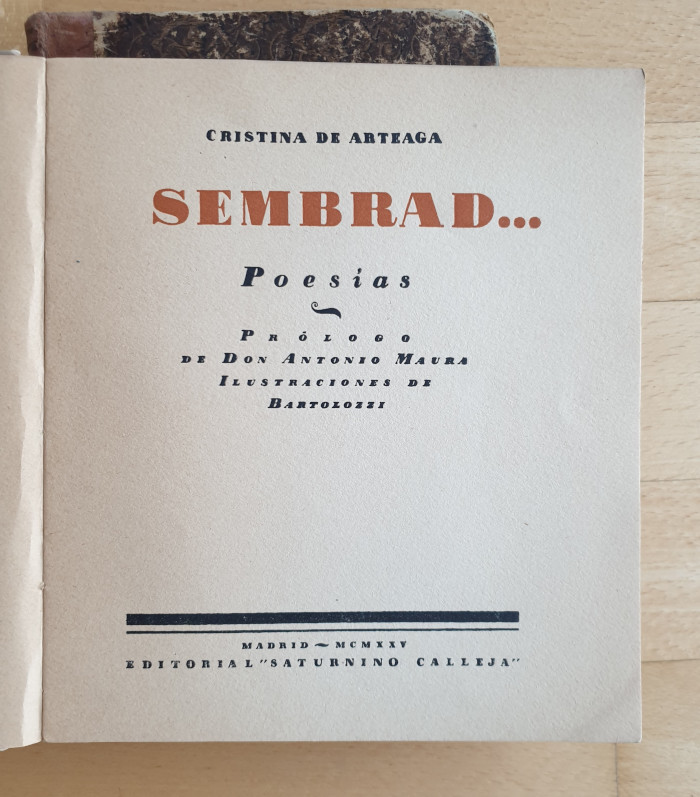 CRISTINA DE ARTEAGA
SEMBRAD...
Poesías
PRÓLOGO
DE DON ANTONIO MAURA
ILUSTRACIONES DE
BARTOLOZZI
MADRID ~ MCMXXV
EDITORIAL "SATURNINO CALLEJA"